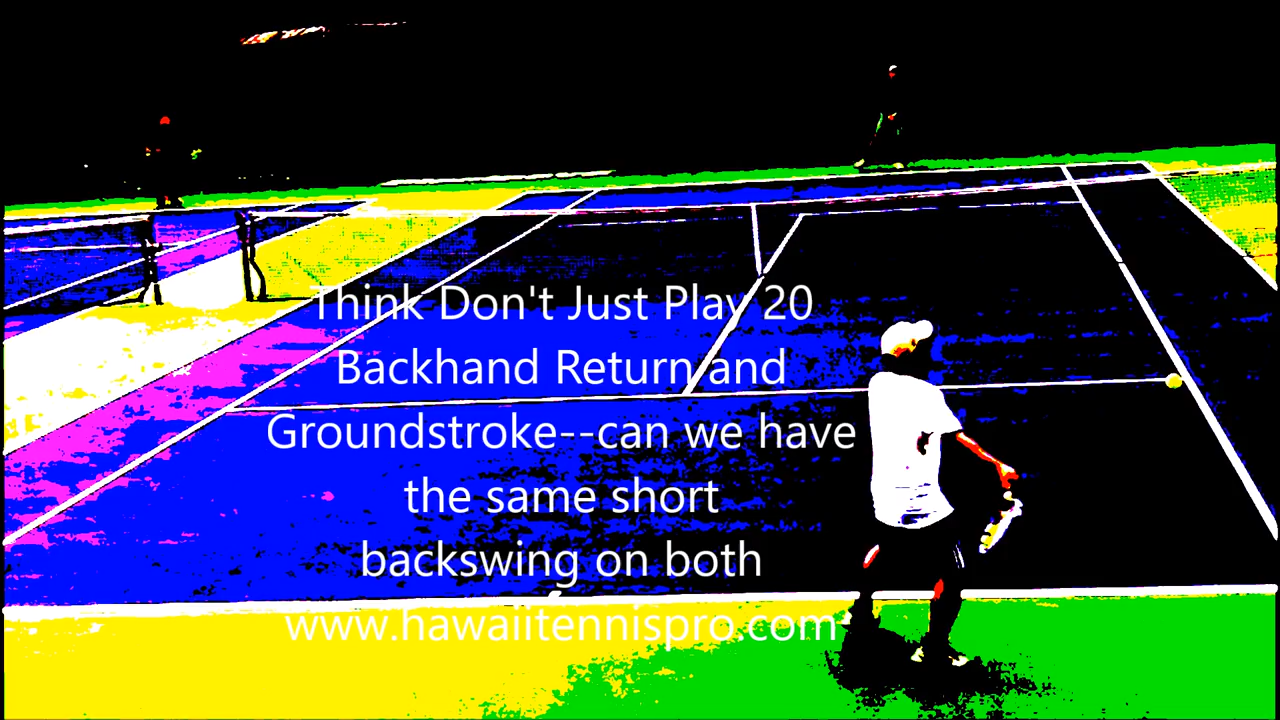 Think Don't Just Play 20
Backhand Return and
Groundstroke--can we have
the same short
backswing on both
www.hawaiitennispro.com